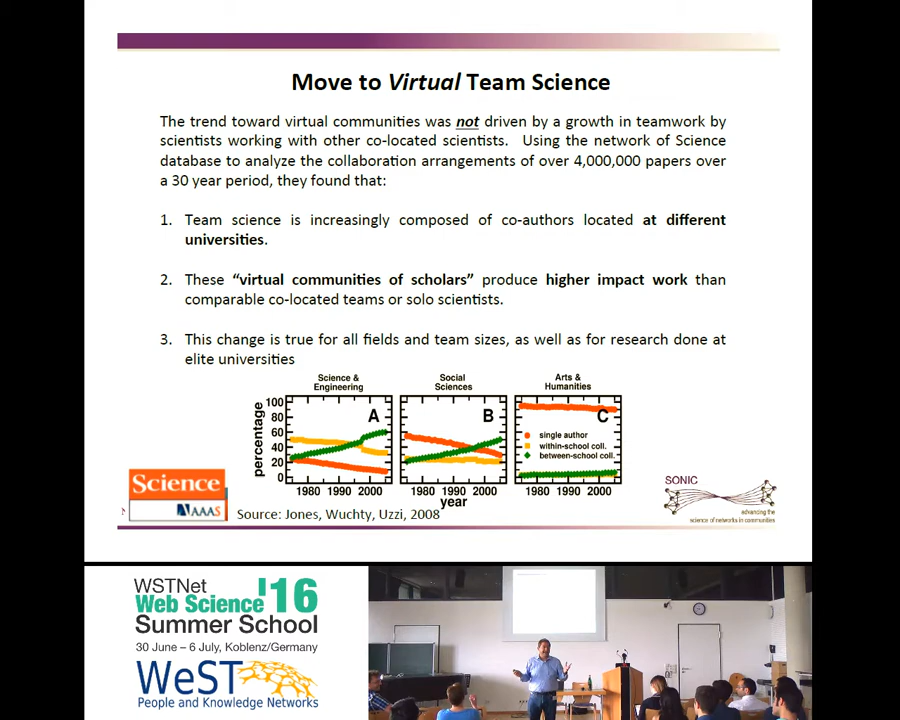 Move to Virtual Team Science
The trend toward virtual communities was not driven by a growth in teamwork by
scientists working with other co-located scientists. Using the network of Science
database to analyze the collaboration arrangements of over 4,000,000 papers over
a 30 year period, they found that:
1. Team science is increasingly composed of co-authors located at different
universities.
2. These “virtual communities of scholars” produce higher impact work than
comparable co-located teams or solo scientists.
3. This change is true for all fields and team sizes, as well as for research done at
elite universities
Science &
Engineering
Social
Sciences
Arts &
Humanities
percentage
100
80
60
40
20
0
A
B
C
single author
within-school coll.
between-school coll.
1980 1990 2000
1980 1990 2000
1980 1990 2000
year
Science
AAAS
Source: Jones, Wuchty, Uzzi, 2008
SONIC
advancing the
science of networks in communities
WSTNet
Web Science '16
Summer School
30 June – 6 July, Koblenz/Germany
WeST
People and Knowledge Networks